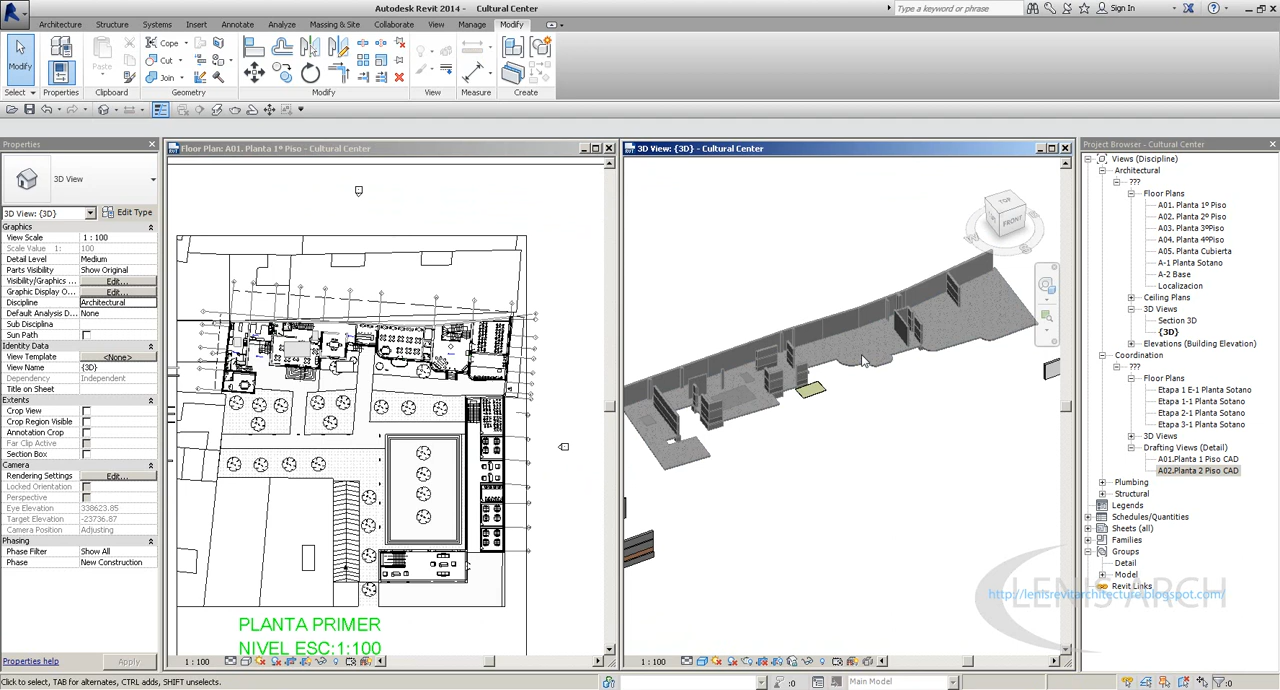 Autodesk Revit 2014 - Cultural Center
Type a keyword or phrase
Sign In
Architecture Structure Systems Insert Annotate Analyze Massing & Site Collaborate View Manage Modify
Modify
Paste
Cope
Cut
Join
Select Properties Clipboard Geometry Modify View Measure Create
Properties
3D View
3D View: {3D}
Edit Type
Graphics
View Scale 1 : 100
Scale Value 1: 100
Detail Level Medium
Parts Visibility Show Original
Visibility/Graphics ... Edit...
Graphic Display O... Edit...
Discipline Architectural
Default Analysis D... None
Sub Discipline
Sun Path
Identity Data
View Template <None>
View Name {3D}
Dependency Independent
Title on Sheet
Extents
Crop View
Crop Region Visible
Annotation Crop
Far Clip Active
Section Box
Camera
Rendering Settings Edit...
Locked Orientation
Perspective
Eye Elevation 338623.85
Target Elevation -23736.87
Camera Position Adjusting
Phasing
Phase Filter Show All
Phase New Construction
Properties help
Apply
Floor Plan: A01. Planta 1º Piso - Cultural Center
PLANTA PRIMER
NIVEL ESC:1:100
1 : 100
3D View: {3D} - Cultural Center
TOP
FRONT
1 : 100
Project Browser - Cultural Center
Views (Discipline)
Architectural
???
Floor Plans
A01. Planta 1º Piso
A02. Planta 2º Piso
A03. Planta 3ºPiso
A04. Planta 4ºPiso
A05. Planta Cubierta
A-1 Planta Sotano
A-2 Base
Localizacion
Ceiling Plans
3D Views
Section 3D
{3D}
Elevations (Building Elevation)
Coordination
???
Floor Plans
Etapa 1 E-1 Planta Sotano
Etapa 1-1 Planta Sotano
Etapa 2-1 Planta Sotano
Etapa 3-1 Planta Sotano
3D Views
Drafting Views (Detail)
A01.Planta 1 Piso CAD
A02.Planta 2 Piso CAD
Plumbing
Structural
Legends
Schedules/Quantities
Sheets (all)
Families
Groups
Detail
Model
Revit Links
LENIS ARCH
http://lenisrevitarchitecture.blogspot.com/
Click to select, TAB for alternates, CTRL adds, SHIFT unselects.
:0
Main Model
:0